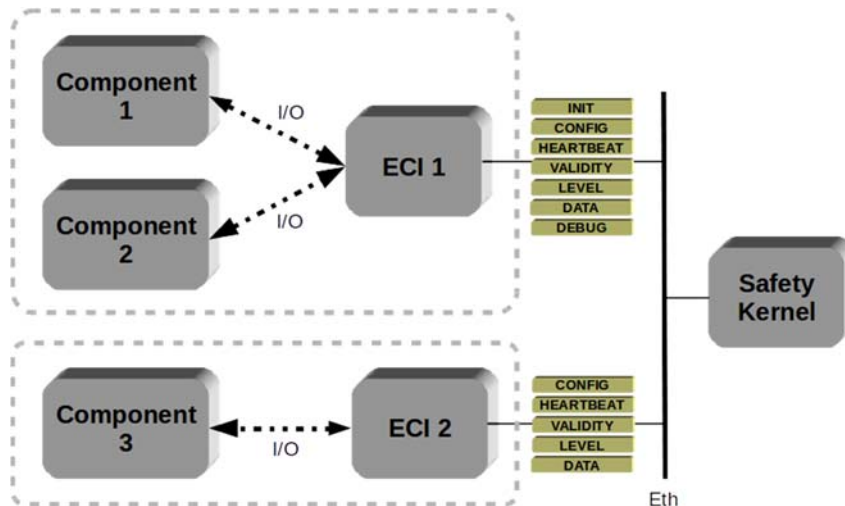 Component
1
I/O
ECI 1
I/O
Component
2
INIT
CONFIG
HEARTBEAT
VALIDITY
LEVEL
DATA
DEBUG
Safety
Kernel
Component
3
I/O
ECI 2
CONFIG
HEARTBEAT
VALIDITY
LEVEL
DATA
Eth